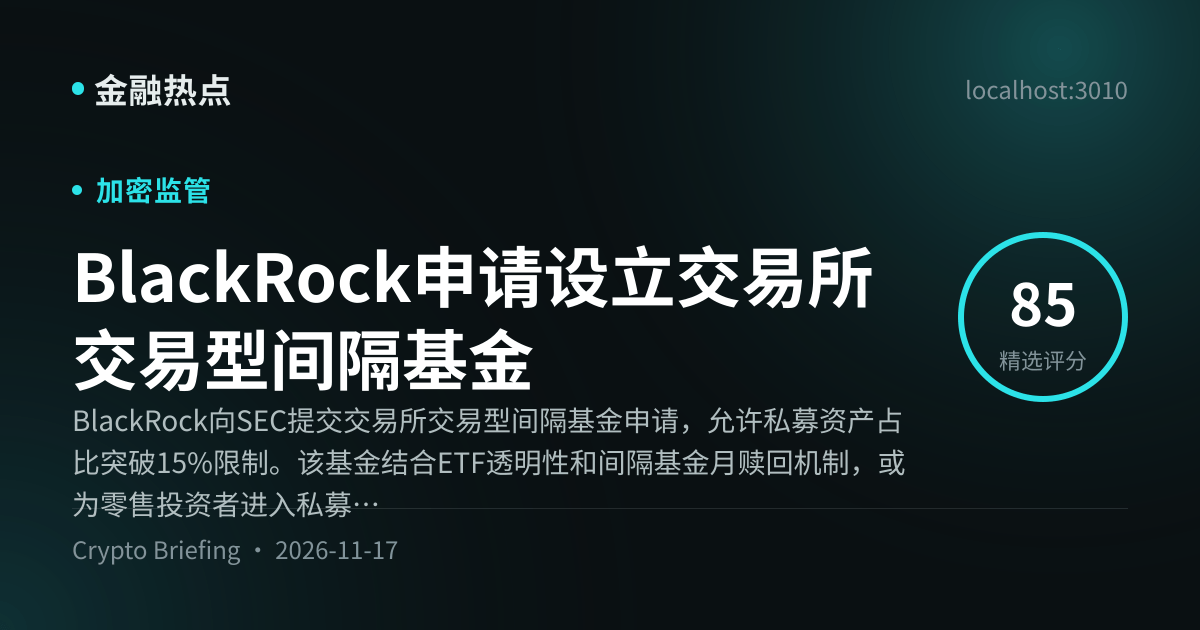 金融热点
localhost:3010
加密监管
BlackRock申请设立交易所
交易型间隔基金
85
精选评分
BlackRock向SEC提交交易所交易型间隔基金申请，允许私募资产占
比突破15%限制。该基金结合ETF透明性和间隔基金月赎回机制，或
为零售投资者进入私募…
Crypto Briefing · 2026-11-17